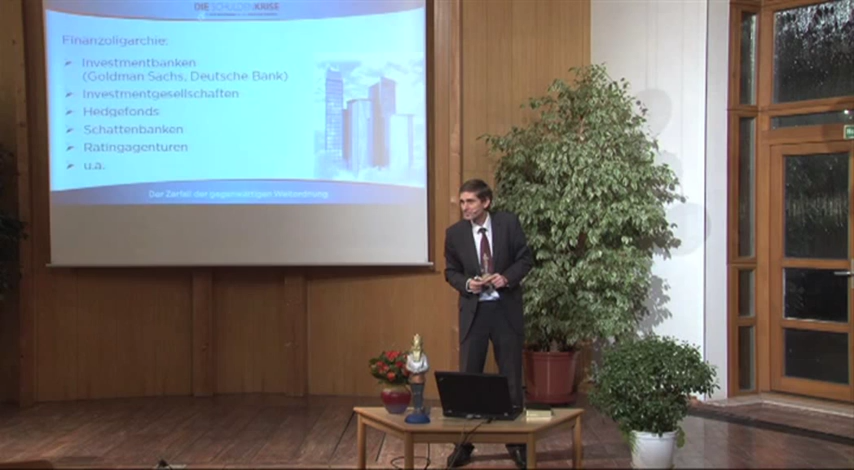 DIE SCHULDENKRISE
Finanzoligarchie:
Investmentbanken
(Goldman Sachs, Deutsche Bank)
Investmentgesellschaften
Hedgefonds
Schattenbanken
Ratingagenturen
u.a.
Der Zerfall der gegenwärtigen Weltordnung